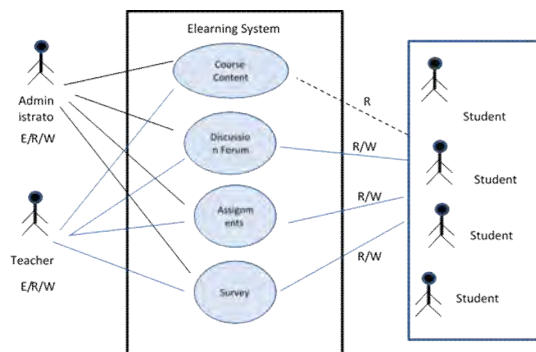 Elearning System
Course
Content
Admin
istrato
E/R/W
Discussio
n Forum
Assignm
ents
Survey
Teacher
E/R/W
R
R/W
R/W
R/W
Student
Student
Student
Student